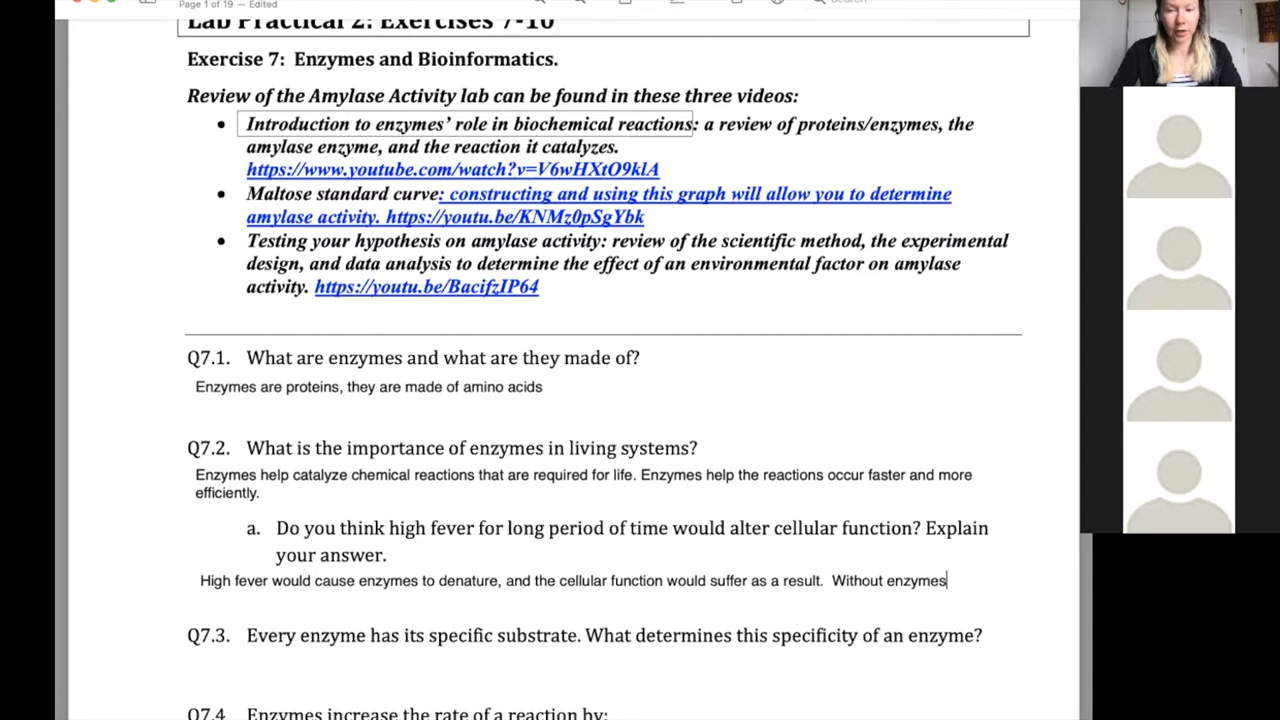 Page 1 of 19 — Edited
Search
Lab Practical 2: Exercises 7-10
Exercise 7: Enzymes and Bioinformatics.
Review of the Amylase Activity lab can be found in these three videos:
• Introduction to enzymes' role in biochemical reactions: a review of proteins/enzymes, the
amylase enzyme, and the reaction it catalyzes.
https://www.youtube.com/watch?v=V6wHXtO9klA
• Maltose standard curve: constructing and using this graph will allow you to determine
amylase activity. https://youtu.be/KNMz0pSgYbk
• Testing your hypothesis on amylase activity: review of the scientific method, the experimental
design, and data analysis to determine the effect of an environmental factor on amylase
activity. https://youtu.be/BacifzIP64
Q7.1. What are enzymes and what are they made of?
Enzymes are proteins, they are made of amino acids
Q7.2. What is the importance of enzymes in living systems?
Enzymes help catalyze chemical reactions that are required for life. Enzymes help the reactions occur faster and more
efficiently.
a. Do you think high fever for long period of time would alter cellular function? Explain
your answer.
High fever would cause enzymes to denature, and the cellular function would suffer as a result. Without enzymes
Q7.3. Every enzyme has its specific substrate. What determines this specificity of an enzyme?
Q7.4 Enzymes increase the rate of a reaction by: